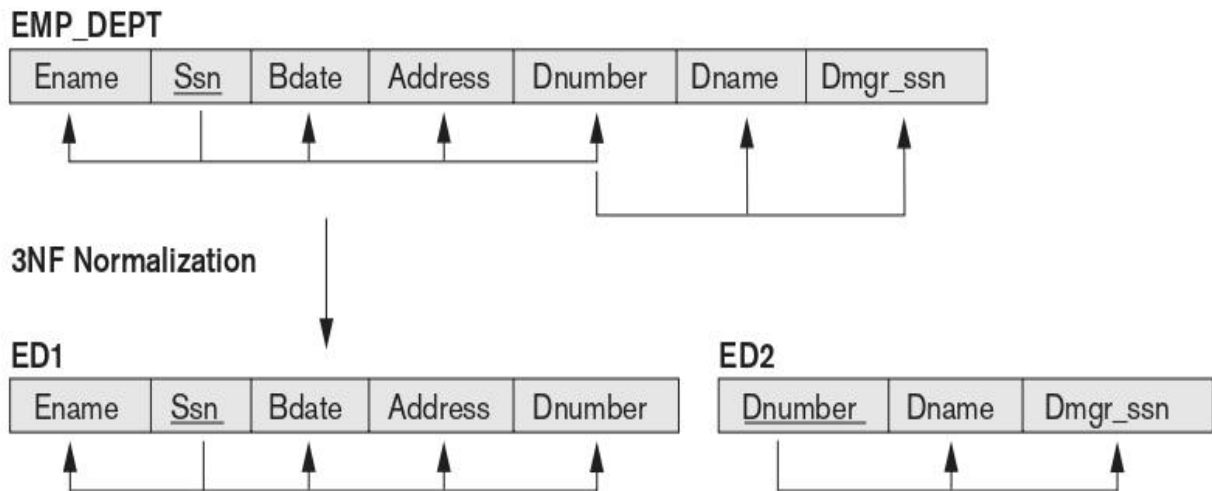 EMP_DEPT
Ename Ssn Bdate Address Dnumber Dname Dmgr_ssn
3NF Normalization
ED1
Ename Ssn Bdate Address Dnumber
ED2
Dnumber Dname Dmgr_ssn